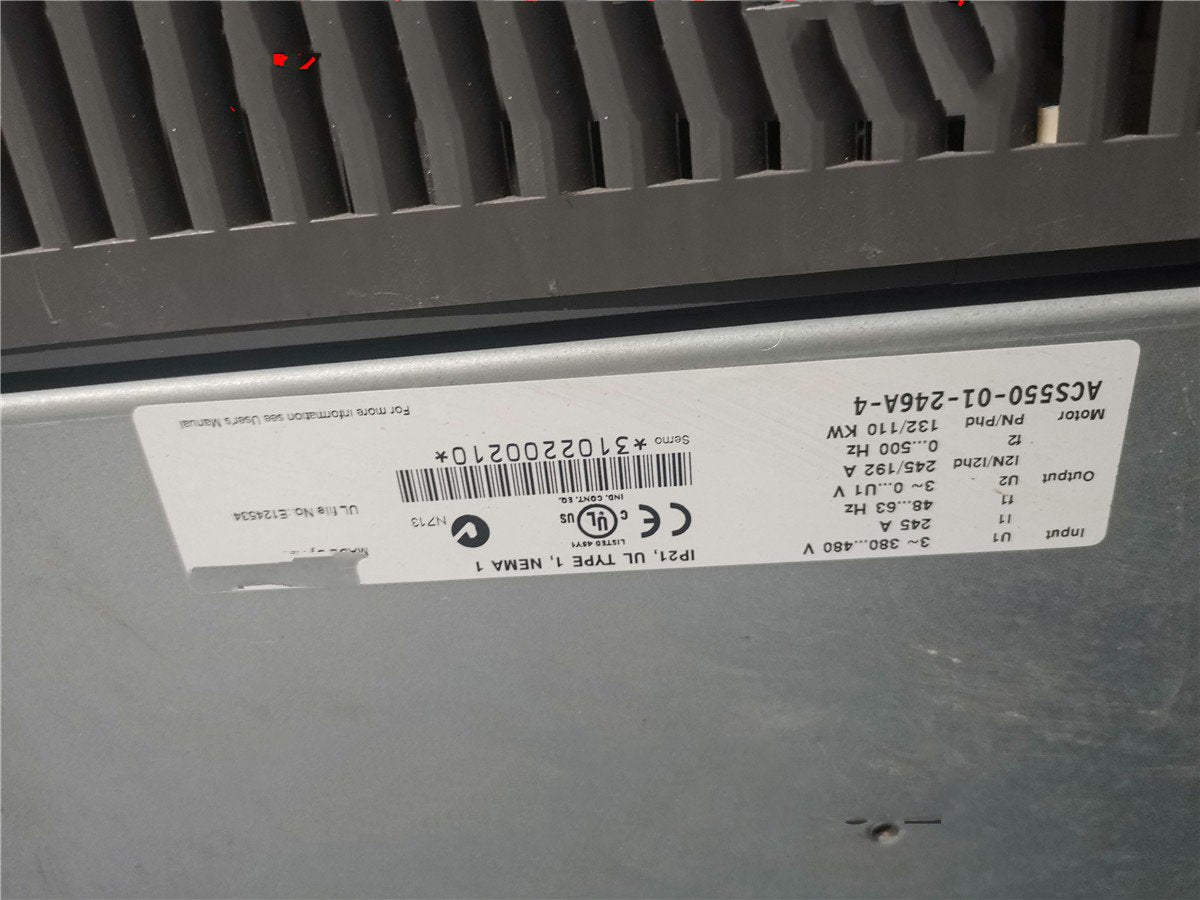 Input U1 3~ 380...480 V
I1 245 A
f1 48...63 Hz
Output U2 3~ 0...U1 V
I2N/I2hd 245/192 A
f2 0...500 Hz
Motor PN/Phd 132/110 KW
ACS550-01-246A-4
IP21, UL TYPE 1, NEMA 1
LISTED 45Y1
CE C UL US N713
IND. CONT. EQ.
UL File No.:E124534
Serno *3102200210*
For more information see User's Manual